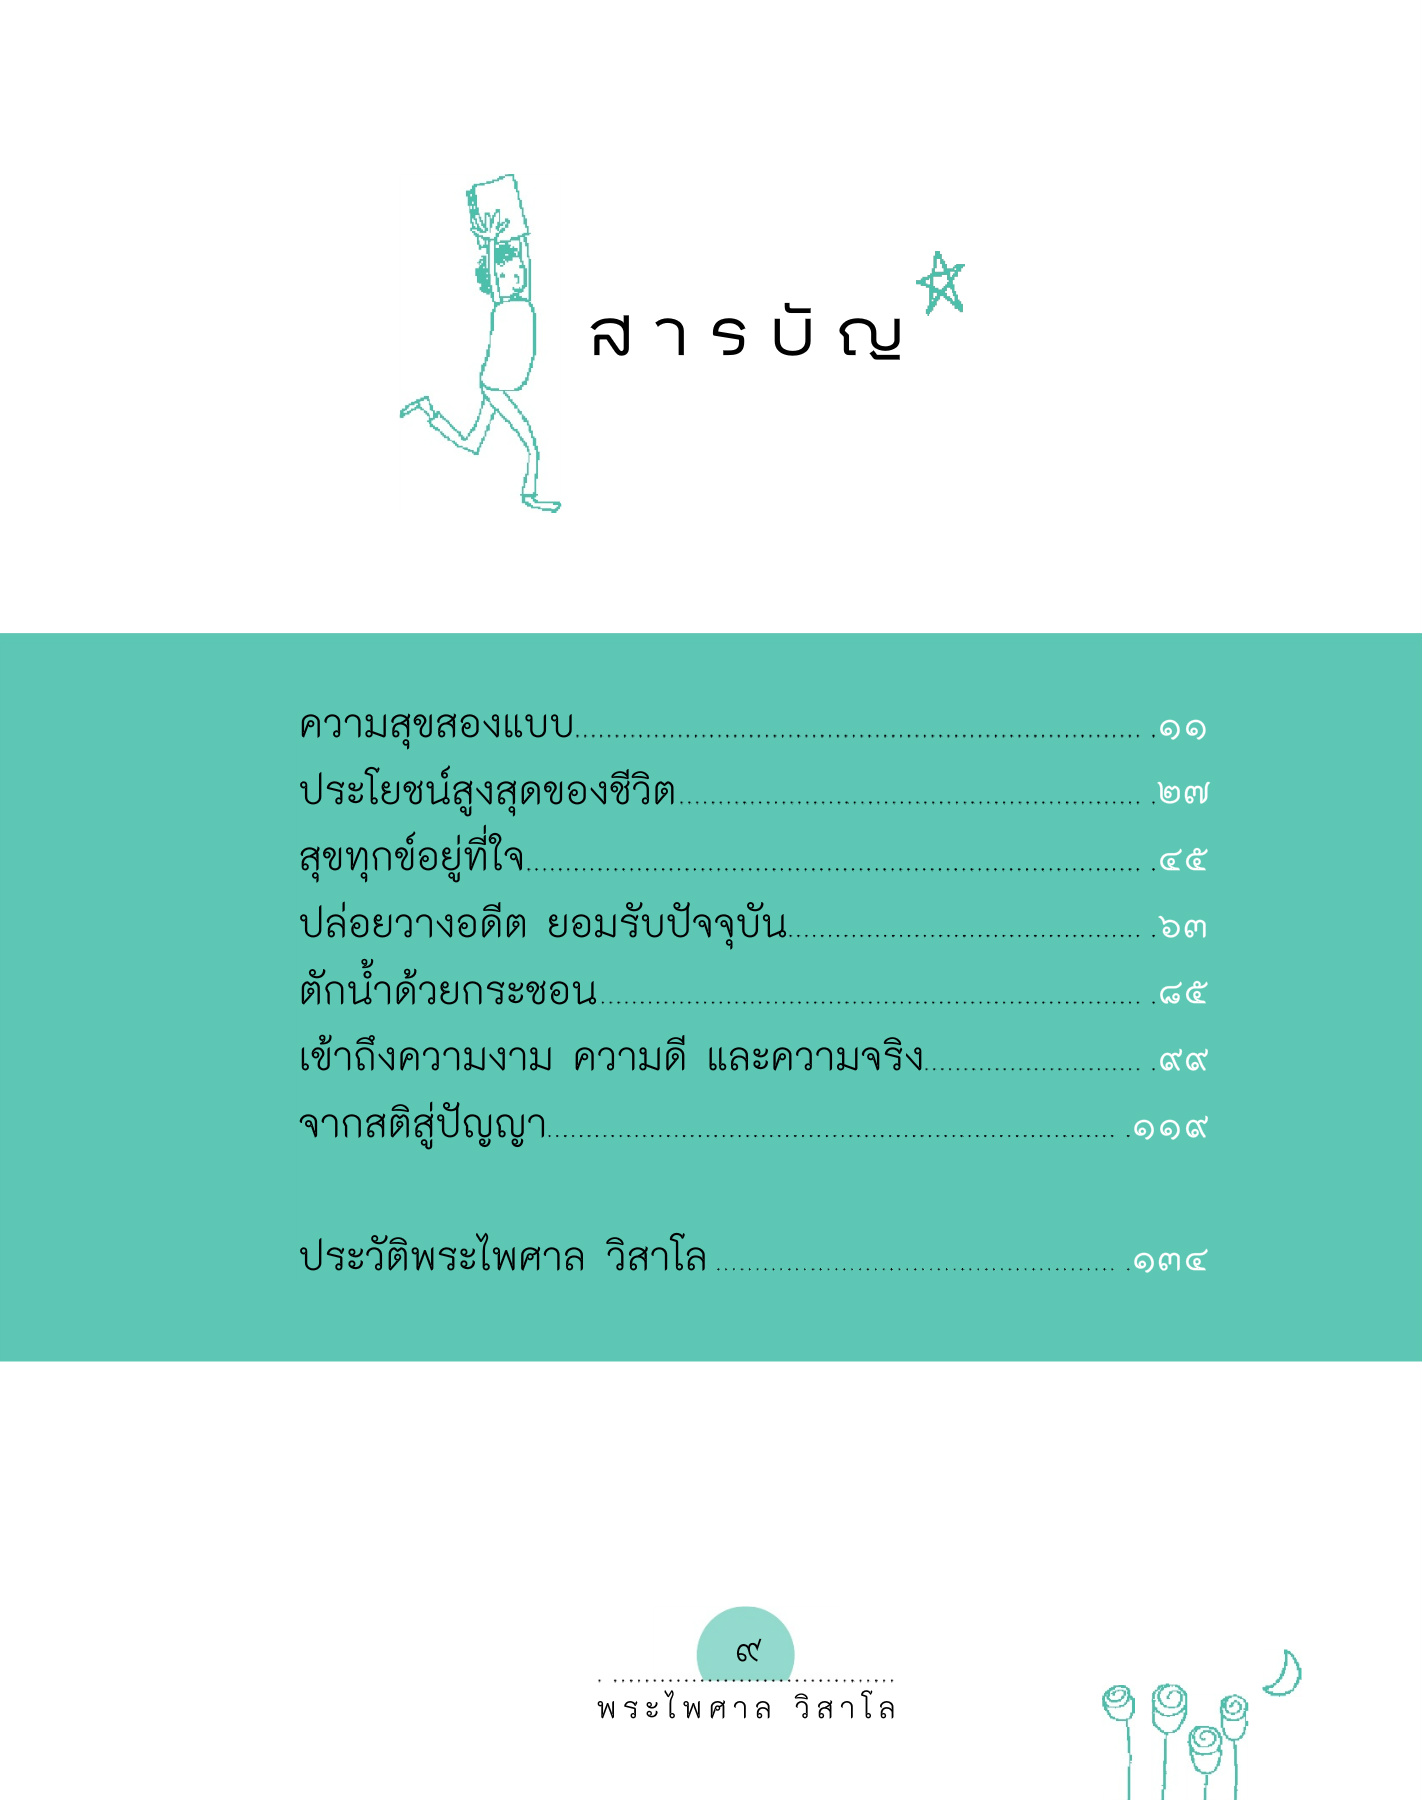 สารบัญ
ความสุขสองแบบ..........................................................................๑๑
ประโยชน์สูงสุดของชีวิต.............................................................๒๗
สุขทุกข์อยู่ที่ใจ................................................................................๔๕
ปล่อยวางอดีต ยอมรับปัจจุบัน...............................................๖๓
ตักน้ำด้วยกระชอน.......................................................................๘๕
เข้าถึงความงาม ความดี และความจริง.............................๙๙
จากสติสู่ปัญญา..........................................................................๑๑๙
ประวัติพระไพศาล วิสาโล .....................................................๑๓๔
๙
พระไพศาล วิสาโล